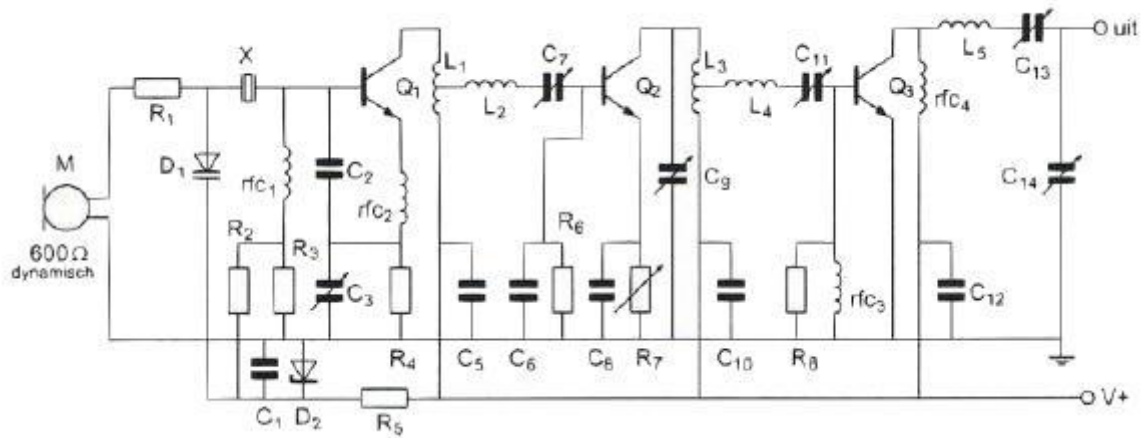 X
R1
D1
M
600Ω
dynamisch
rfc1
R2
R3
C2
C3
Q1
rfc2
R4
L1
L2
C7
C5
C6
R6
Q2
C8
R7
C9
L3
L4
C11
C10
R8
rfc3
Q3
rfc4
L5
C13
uit
C14
C12
C1
D2
R5
V+